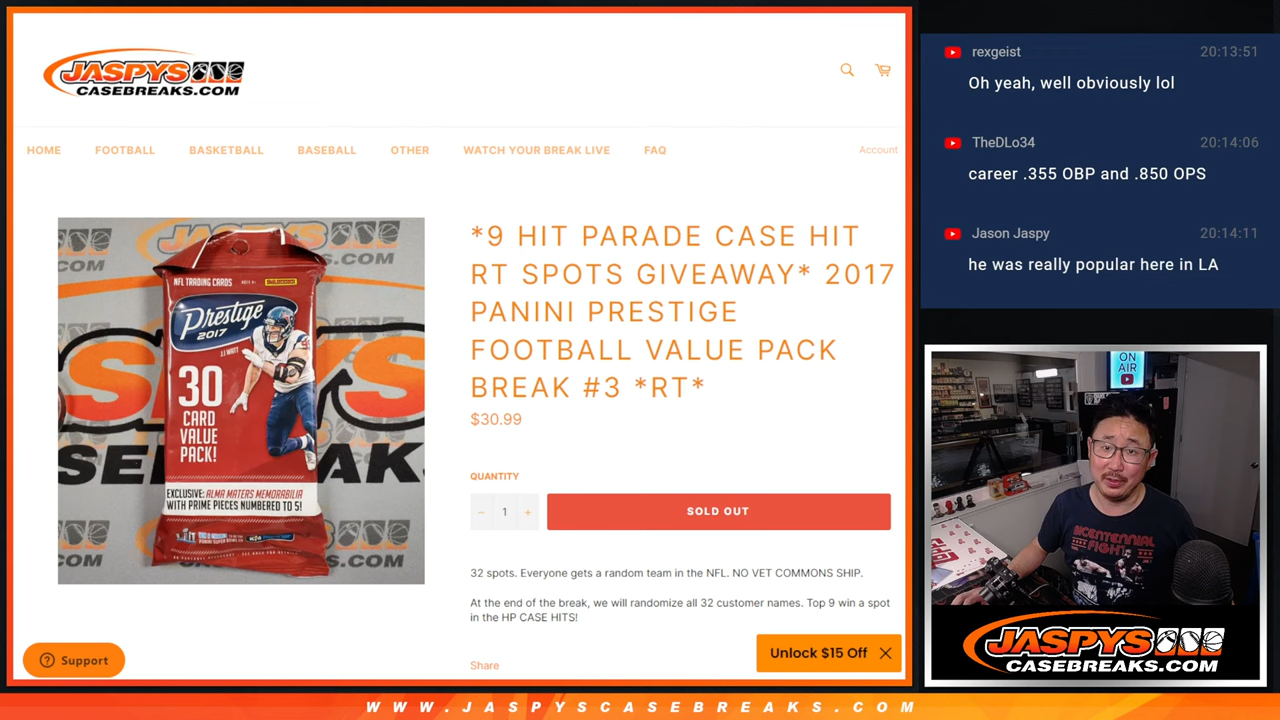 JASPYS
CASEBREAKS.COM
HOME FOOTBALL BASKETBALL BASEBALL OTHER WATCH YOUR BREAK LIVE FAQ
Account
NFL TRADING CARDS
Prestige
2017
J.J. WATT
30
CARD
VALUE
PACK!
EXCLUSIVE: ALMA MATERS MEMORABILIA
WITH PRIME PIECES NUMBERED TO 5!
*9 HIT PARADE CASE HIT
RT SPOTS GIVEAWAY* 2017
PANINI PRESTIGE
FOOTBALL VALUE PACK
BREAK #3 *RT*
$30.99
QUANTITY
− 1 +
SOLD OUT
32 spots. Everyone gets a random team in the NFL. NO VET COMMONS SHIP.
At the end of the break, we will randomize all 32 customer names. Top 9 win a spot
in the HP CASE HITS!
Share
Support
Unlock $15 Off
rexgeist 20:13:51
Oh yeah, well obviously lol
TheDLo34 20:14:06
career .355 OBP and .850 OPS
Jason Jaspy 20:14:11
he was really popular here in LA
ON
AIR
BICENTENNIAL
FIGHT
JASPYS
CASEBREAKS.COM
WWW.JASPYSCASEBREAKS.COM